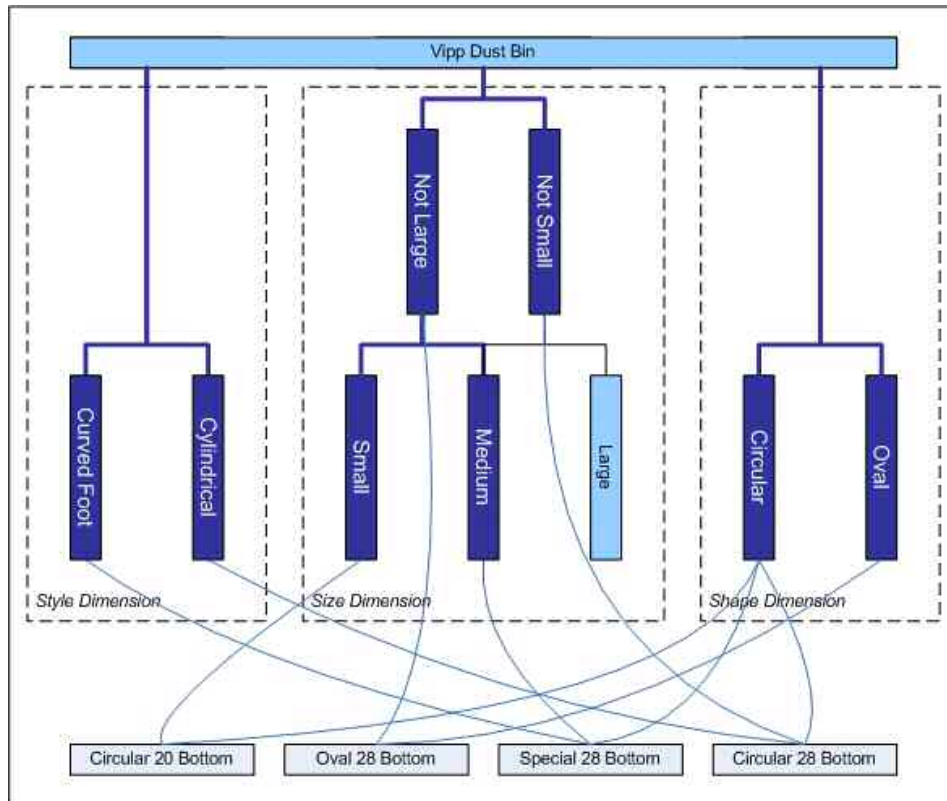 Vipp Dust Bin
Not Large
Not Small
Curved Foot
Cylindrical
Small
Medium
Large
Circular
Oval
Style Dimension
Size Dimension
Shape Dimension
Circular 20 Bottom
Oval 28 Bottom
Special 28 Bottom
Circular 28 Bottom